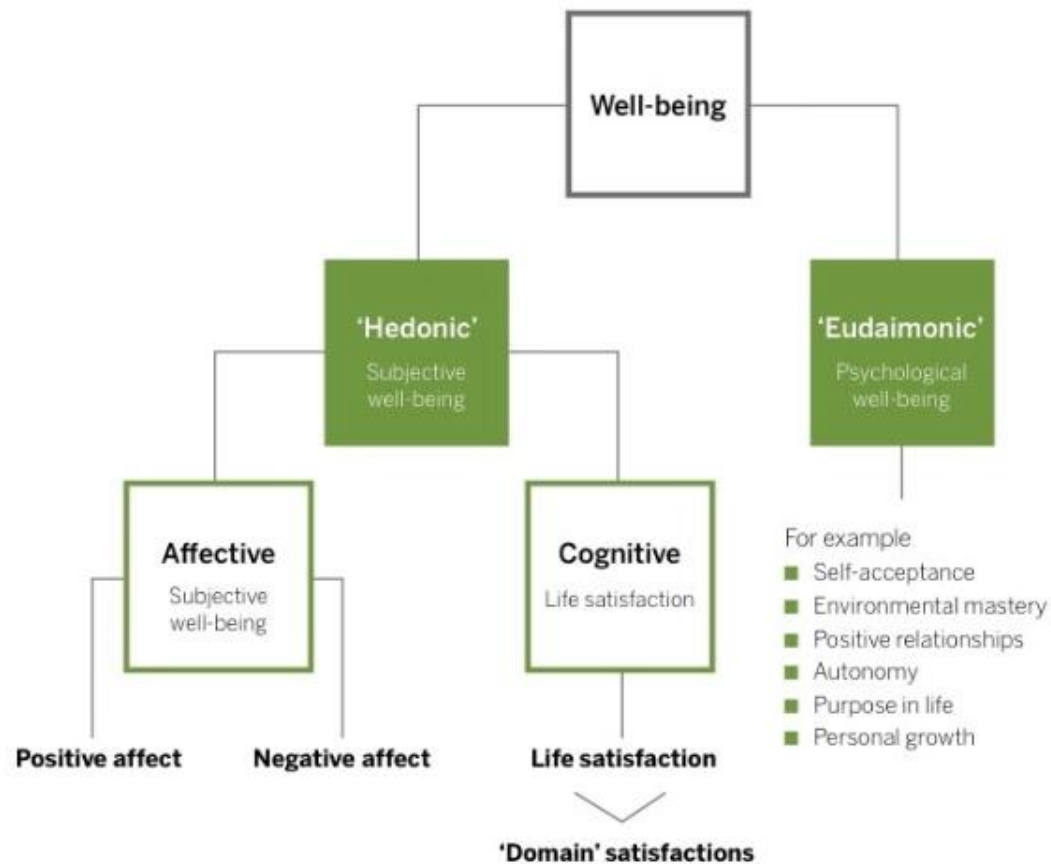 Well-being
‘Hedonic’
Subjective
well-being
‘Eudaimonic’
Psychological
well-being
Affective
Subjective
well-being
Cognitive
Life satisfaction
Positive affect
Negative affect
Life satisfaction
‘Domain’ satisfactions
For example
Self-acceptance
Environmental mastery
Positive relationships
Autonomy
Purpose in life
Personal growth